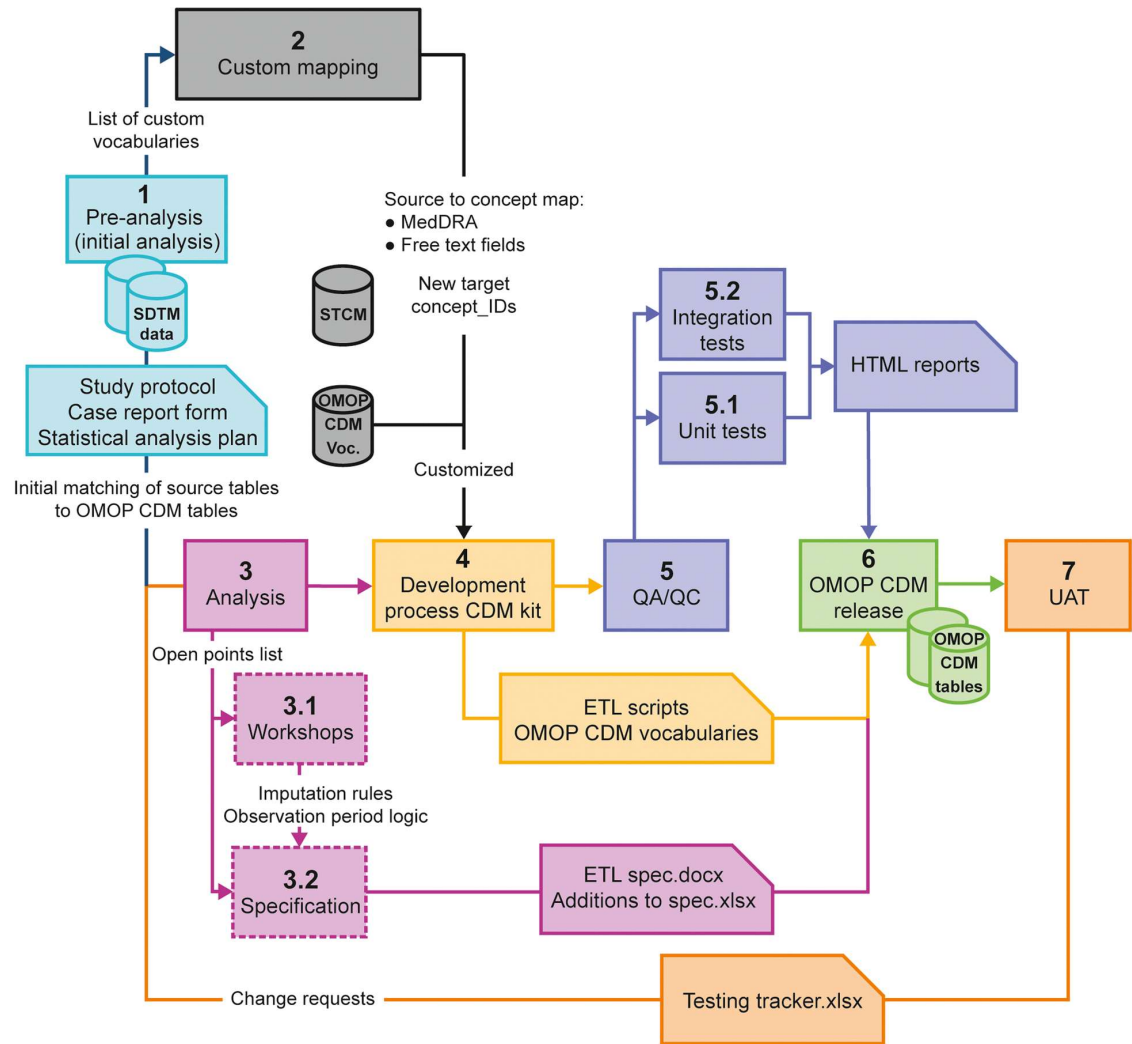 2
Custom mapping
List of custom
vocabularies
1
Pre-analysis
(initial analysis)
SDTM
data
Study protocol
Case report form
Statistical analysis plan
Initial matching of source tables
to OMOP CDM tables
Source to concept map:
● MedDRA
● Free text fields
STCM
New target
concept_IDs
OMOP
CDM
Voc.
Customized
5.2
Integration
tests
5.1
Unit tests
HTML reports
3
Analysis
4
Development
process CDM kit
5
QA/QC
6
OMOP CDM
release
OMOP
CDM
tables
7
UAT
Open points list
3.1
Workshops
Imputation rules
Observation period logic
3.2
Specification
ETL scripts
OMOP CDM vocabularies
ETL spec.docx
Additions to spec.xlsx
Change requests
Testing tracker.xlsx